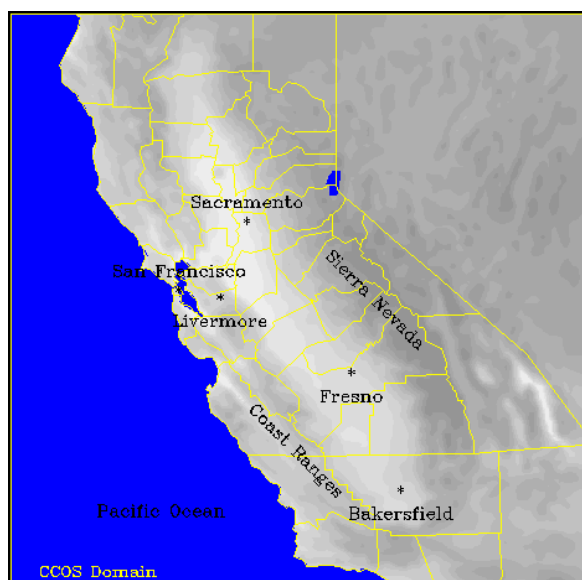 Sacramento
San Francisco
Livermore
Sierra Nevada
Fresno
Coast Ranges
Pacific Ocean
Bakersfield
CCOS Domain